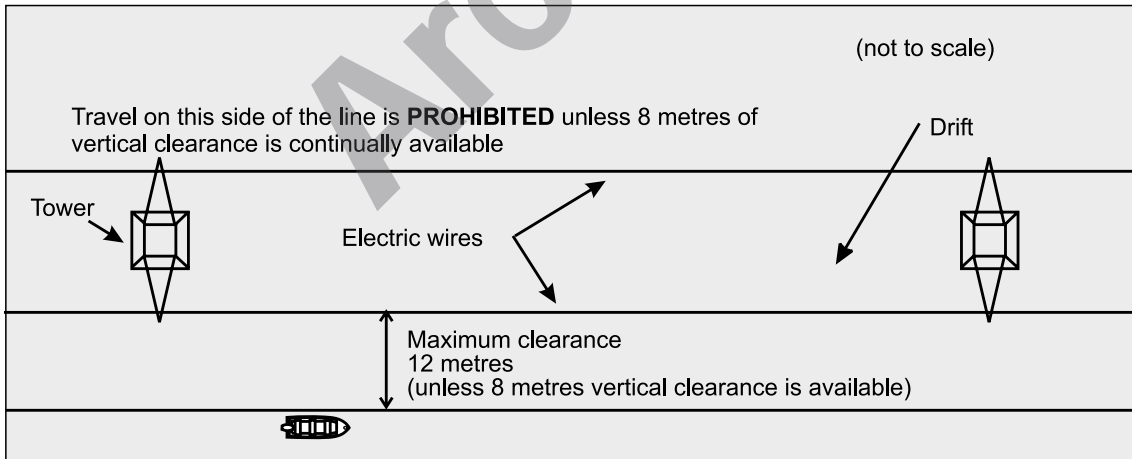 (not to scale)
Travel on this side of the line is PROHIBITED unless 8 metres of
vertical clearance is continually available
Drift
Tower
Electric wires
Maximum clearance
12 metres
(unless 8 metres vertical clearance is available)